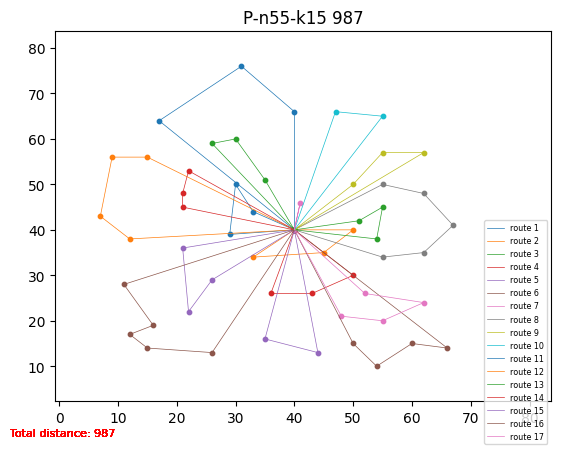 P-n55-k15 987
80
70
60
50
40
30
20
10
0
10
20
30
40
50
60
70
80
route 1
route 2
route 3
route 4
route 5
route 6
route 7
route 8
route 9
route 10
route 11
route 12
route 13
route 14
route 15
route 16
route 17
Total distance: 987